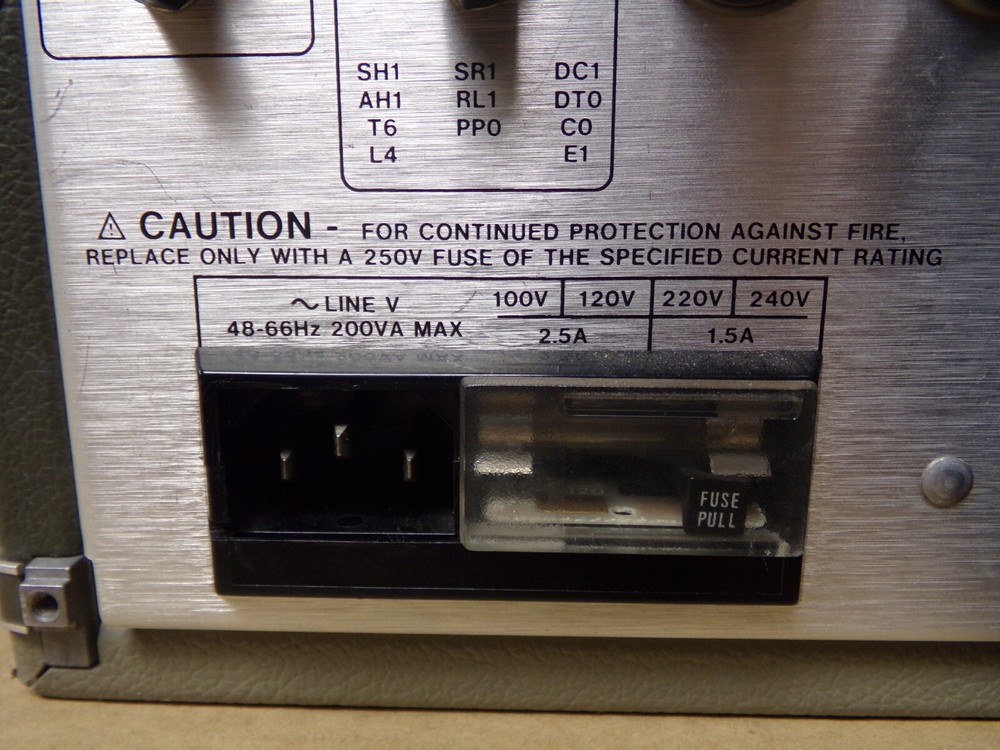 SH1 SR1 DC1
AH1 RL1 DT0
T6 PP0 C0
L4 E1
⚠ CAUTION - FOR CONTINUED PROTECTION AGAINST FIRE,
REPLACE ONLY WITH A 250V FUSE OF THE SPECIFIED CURRENT RATING
~LINE V 100V 120V 220V 240V
48-66Hz 200VA MAX 2.5A 1.5A
FUSE
PULL